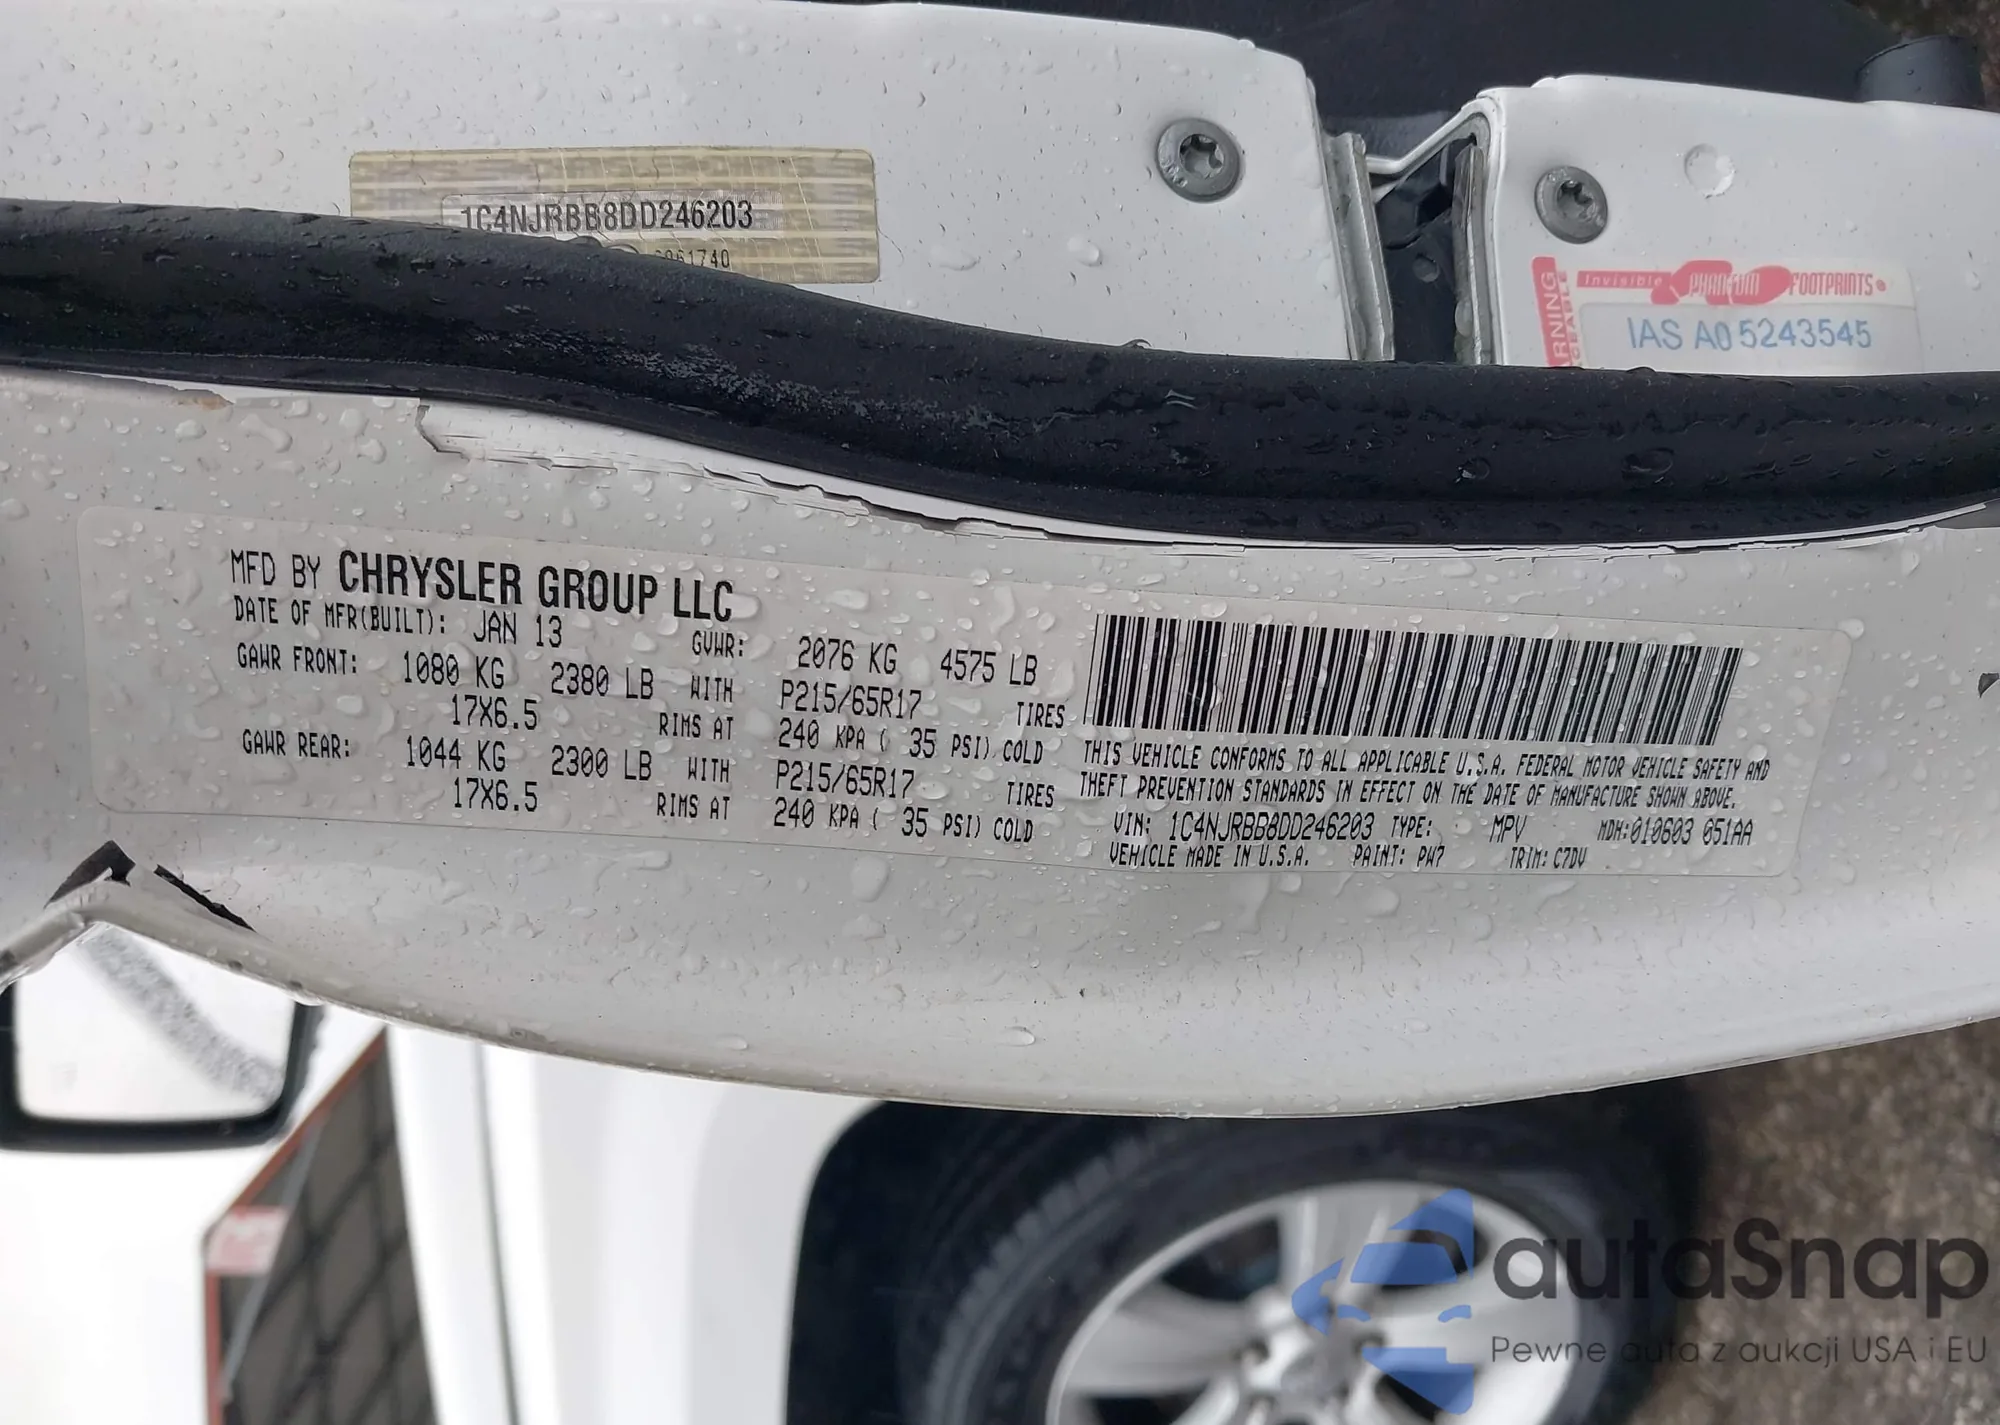 1C4NJRBB8DD246203
061740
WARNING
Invisible PHANTOM FOOTPRINTS
IAS A05243545
MFD BY CHRYSLER GROUP LLC
DATE OF MFR(BUILT): JAN 13 GVWR: 2076 KG 4575 LB
GAWR FRONT: 1080 KG 2380 LB WITH P215/65R17 TIRES
17X6.5 RIMS AT 240 KPA ( 35 PSI) COLD
GAWR REAR: 1044 KG 2300 LB WITH P215/65R17 TIRES
17X6.5 RIMS AT 240 KPA ( 35 PSI) COLD
THIS VEHICLE CONFORMS TO ALL APPLICABLE U.S.A. FEDERAL MOTOR VEHICLE SAFETY AND
THEFT PREVENTION STANDARDS IN EFFECT ON THE DATE OF MANUFACTURE SHOWN ABOVE.
VIN: 1C4NJRBB8DD246203 TYPE: MPV MDH:010603 051AA
VEHICLE MADE IN U.S.A. PAINT: PW7 TRIM: C7DV
autaSnap
Pewne auta z aukcji USA i EU